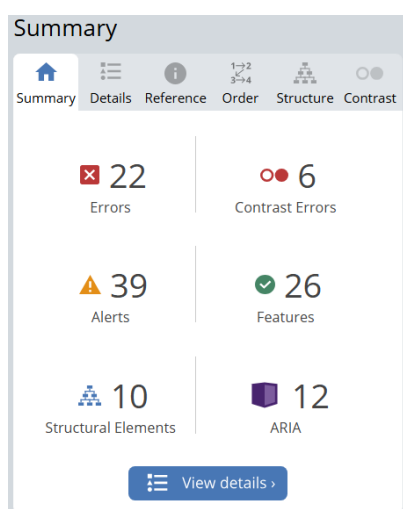 Summary
Summary Details Reference Order Structure Contrast
1→2
3→4
22
Errors
6
Contrast Errors
39
Alerts
26
Features
10
Structural Elements
12
ARIA
View details ›